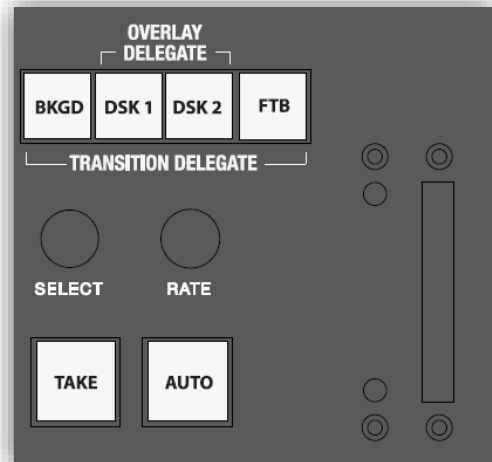 OVERLAY
DELEGATE
BKGD DSK 1 DSK 2 FTB
TRANSITION DELEGATE
SELECT RATE
TAKE AUTO